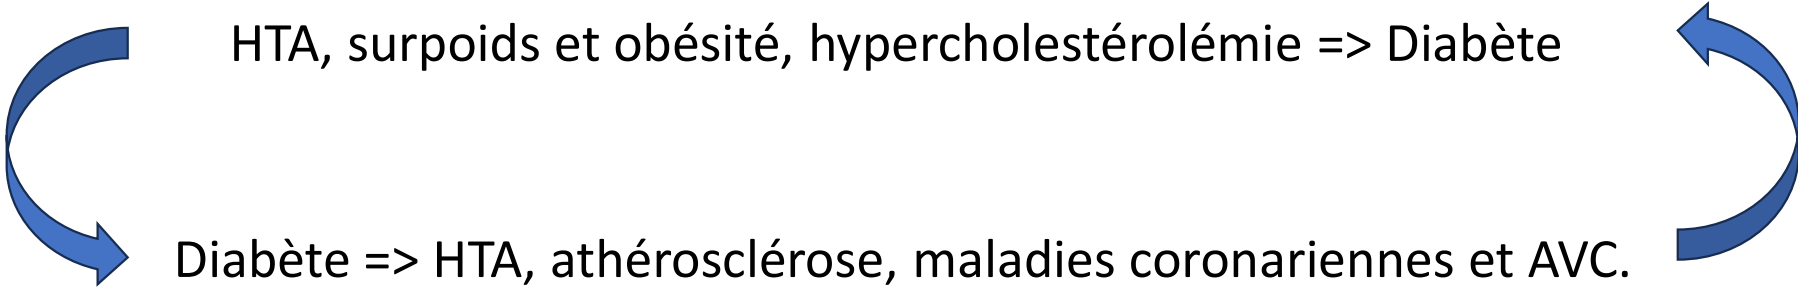 HTA, surpoids et obésité, hypercholestérolémie => Diabète
Diabète => HTA, athérosclérose, maladies coronariennes et AVC.